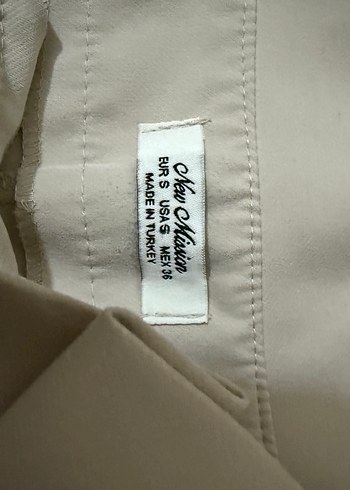 New Mission
EUR S USA S MEX 36
MADE IN TURKEY